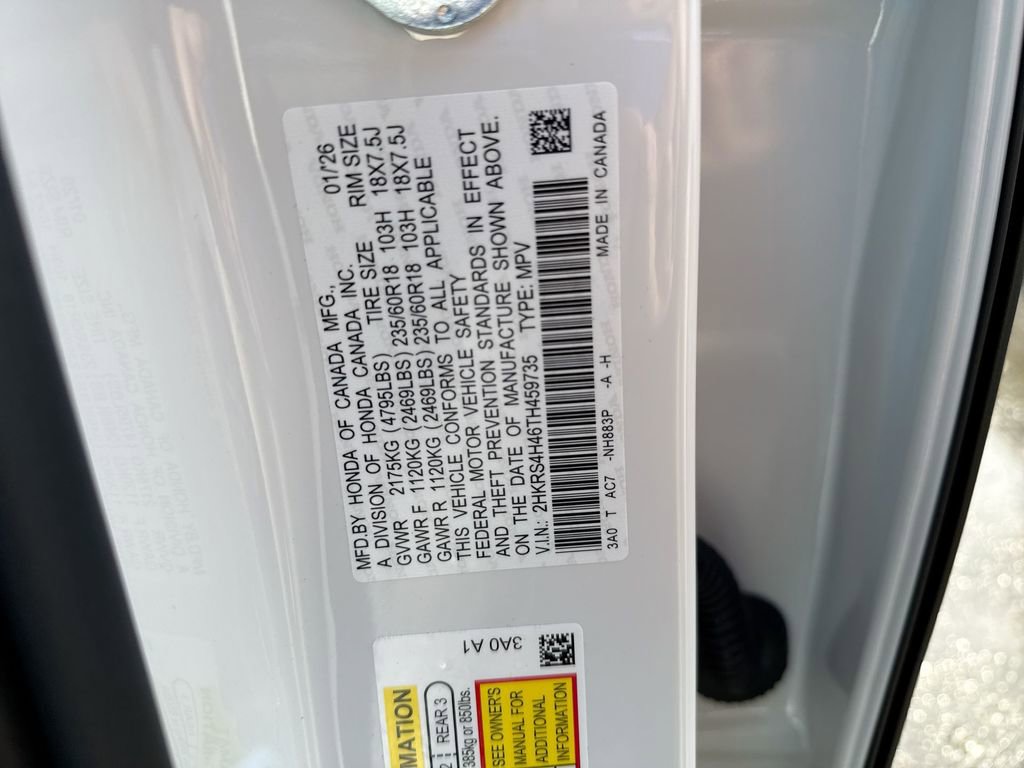 MFD.BY HONDA OF CANADA MFG., 01/'26
A DIVISION OF HONDA CANADA INC. TIRE SIZE RIM SIZE
GVWR 2175KG (4795LBS) 235/60R18 103H 18X7.5J
GAWR F 1120KG (2469LBS) 235/60R18 103H 18X7.5J
GAWR R 1120KG (2469LBS)
THIS VEHICLE CONFORMS TO ALL APPLICABLE
FEDERAL MOTOR VEHICLE SAFETY
AND THEFT PREVENTION STANDARDS IN EFFECT
ON THE DATE OF MANUFACTURE SHOWN ABOVE.
V.I.N.: 2HKRS4H46TH459735 TYPE: MPV
3A0 T AC7 -NH883P -A -H MADE IN CANADA
3A0 A1
MATION
2 REAR 3
385kg or 850lbs.
SEE OWNER'S
MANUAL FOR
ADDITIONAL
INFORMATION